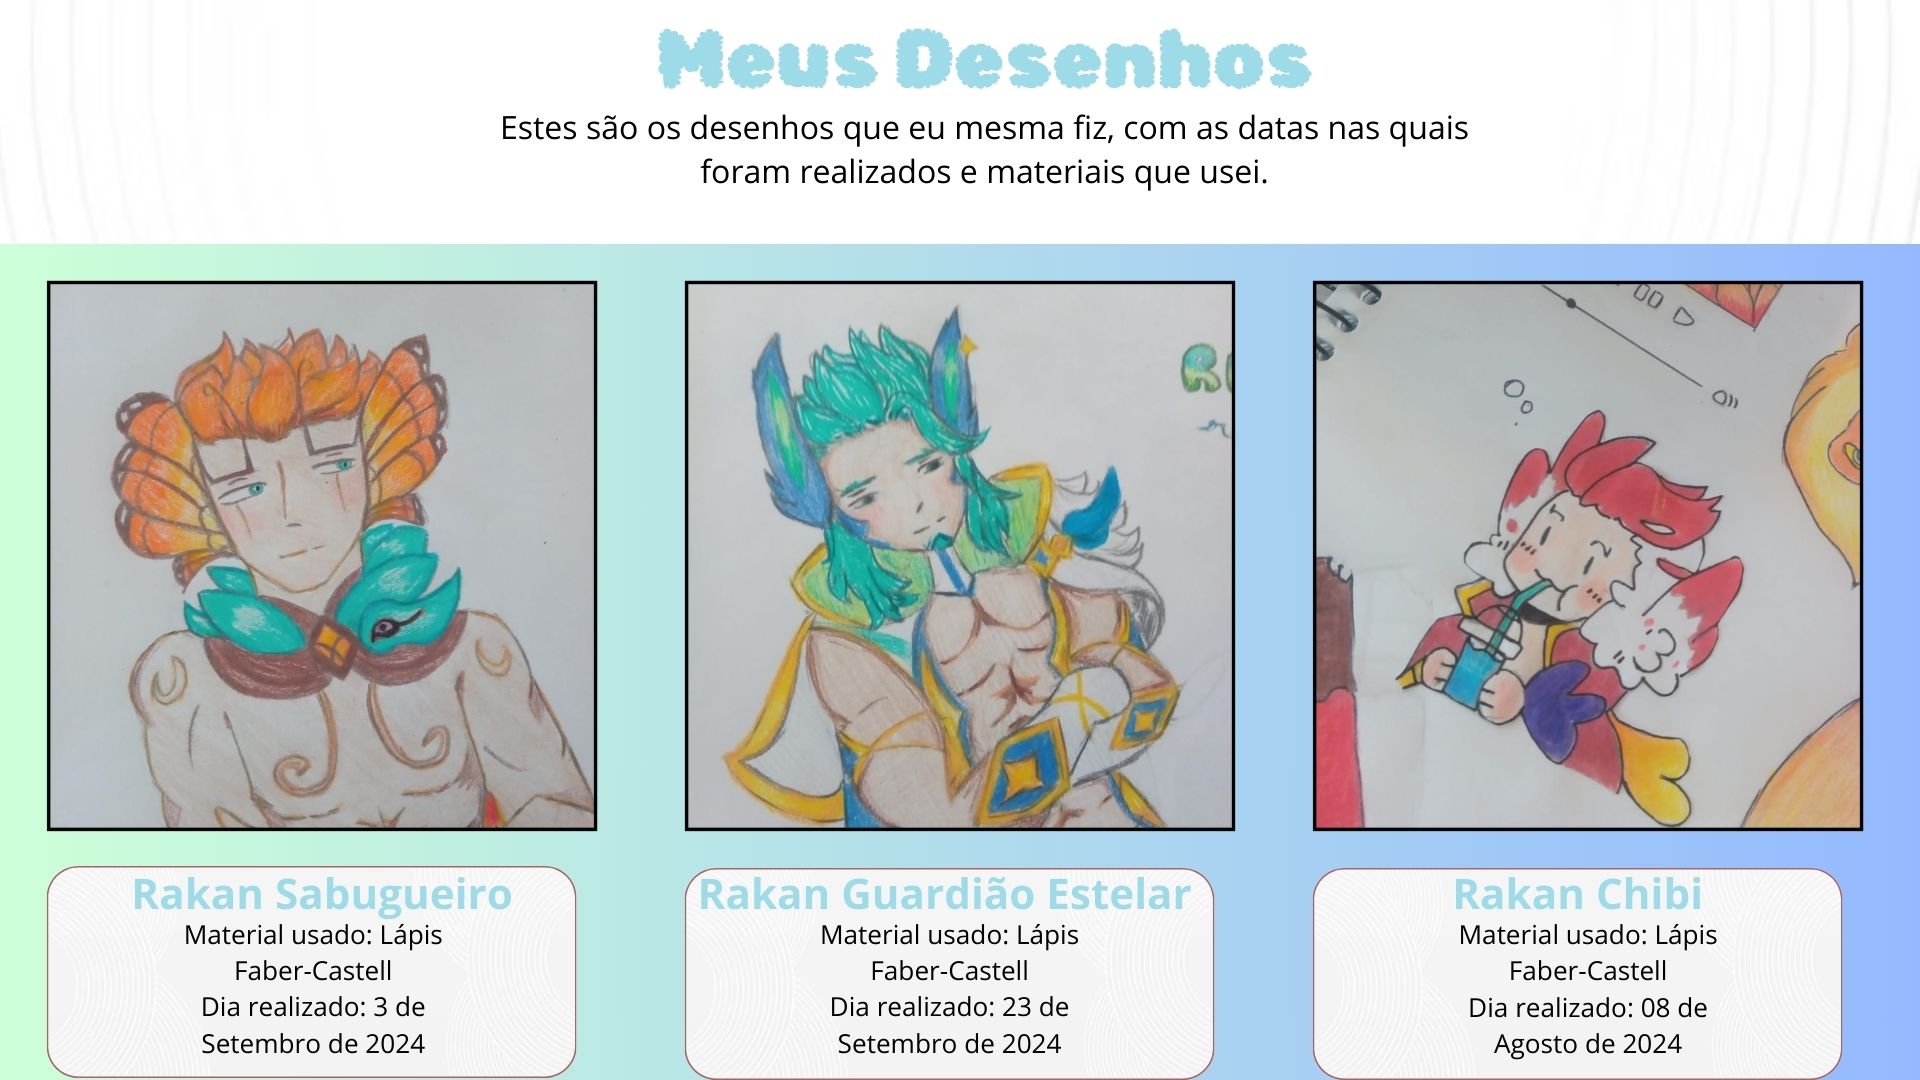 Meus Desenhos
Estes são os desenhos que eu mesma fiz, com as datas nas quais
foram realizados e materiais que usei.
Rakan Sabugueiro
Material usado: Lápis
Faber-Castell
Dia realizado: 3 de
Setembro de 2024
Rakan Guardião Estelar
Material usado: Lápis
Faber-Castell
Dia realizado: 23 de
Setembro de 2024
Rakan Chibi
Material usado: Lápis
Faber-Castell
Dia realizado: 08 de
Agosto de 2024